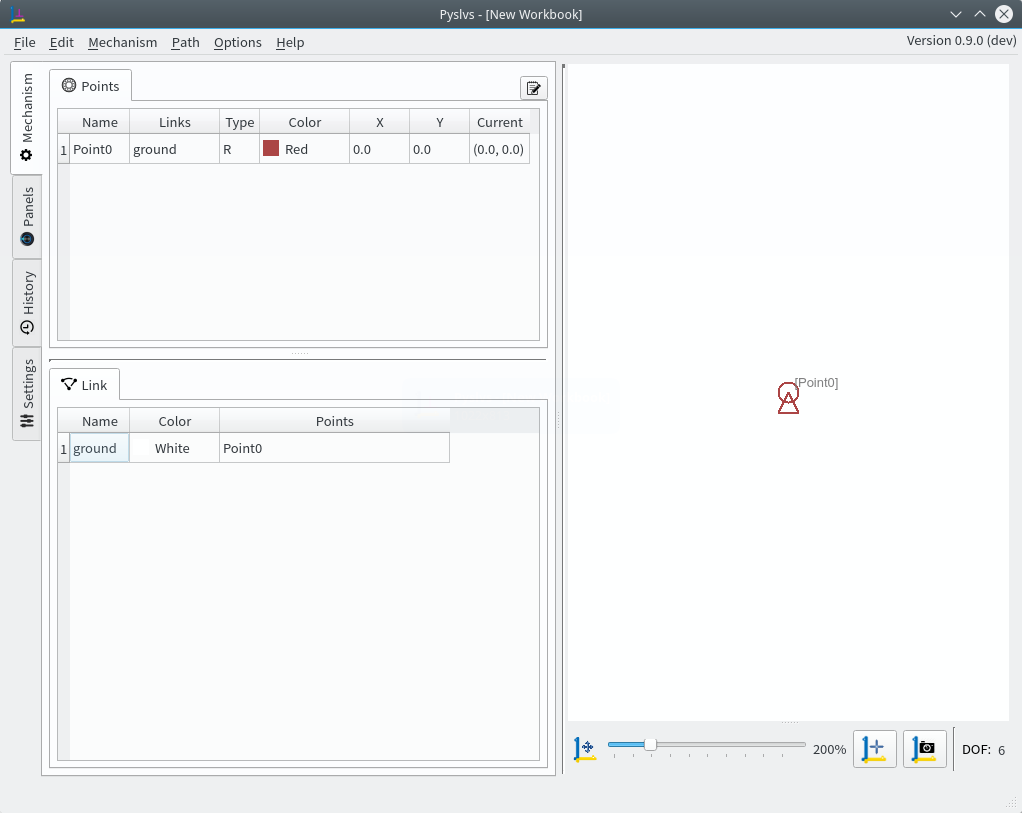 Pyslvs - [New Workbook]
File Edit Mechanism Path Options Help
Version 0.9.0 (dev)
Mechanism
Panels
History
Settings
Points
Name Links Type Color X Y Current
1 Point0 ground R Red 0.0 0.0 (0.0, 0.0)
Link
Name Color Points
1 ground White Point0
[Point0]
200%
DOF: 6